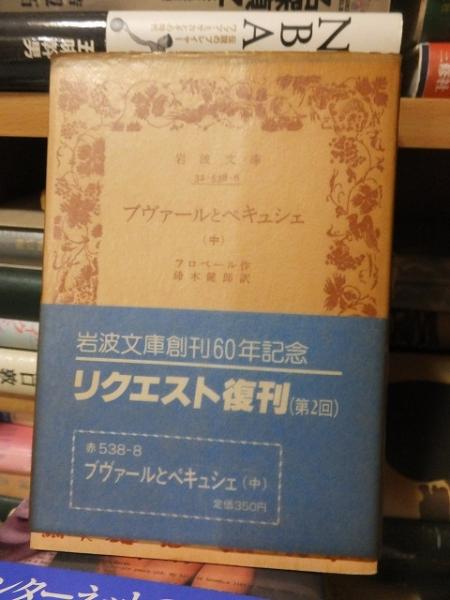 NBA
岩波文庫
32-538-8
ブヴァールとペキュシェ
(中)
フロベール作
鈴木健郎訳
岩波文庫創刊60年記念
リクエスト復刊(第2回)
赤538-8
ブヴァールとペキュシェ(中)
定価350円